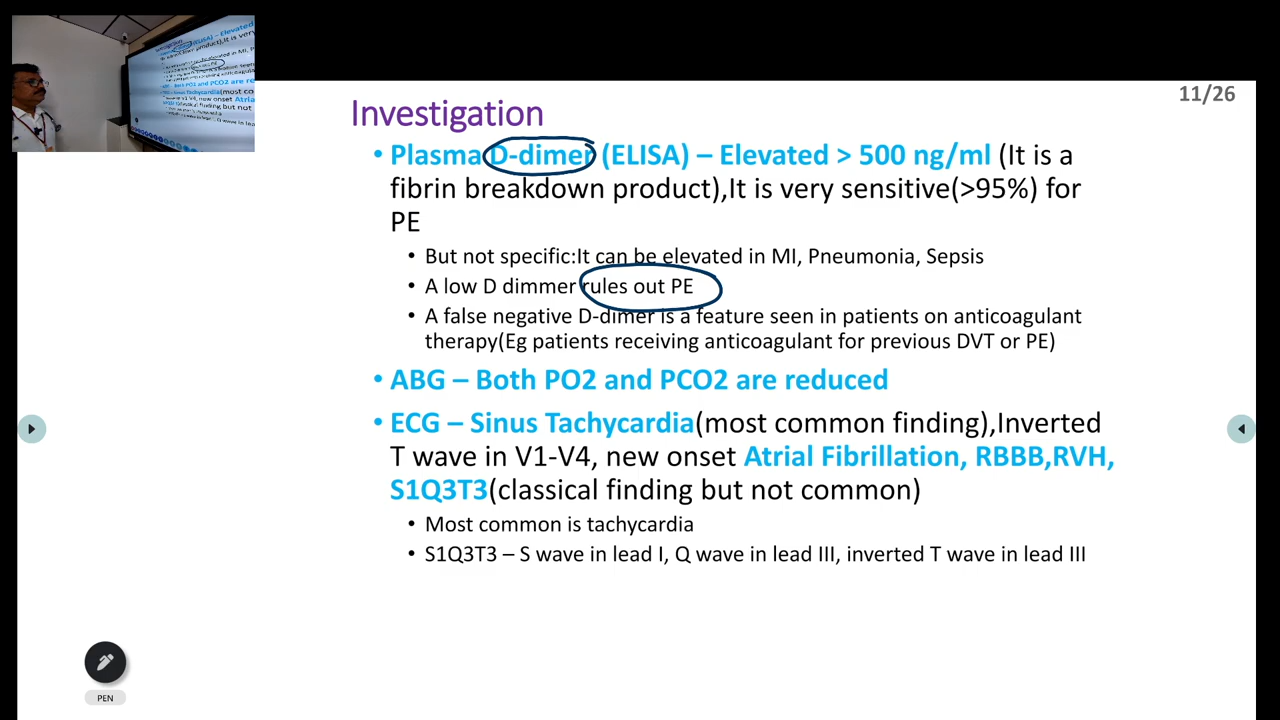 11/26
Investigation
• Plasma D-dimer (ELISA) – Elevated > 500 ng/ml (It is a
fibrin breakdown product),It is very sensitive(>95%) for
PE
• But not specific:It can be elevated in MI, Pneumonia, Sepsis
• A low D dimmer rules out PE
• A false negative D-dimer is a feature seen in patients on anticoagulant
therapy(Eg patients receiving anticoagulant for previous DVT or PE)
• ABG – Both PO2 and PCO2 are reduced
• ECG – Sinus Tachycardia(most common finding),Inverted
T wave in V1-V4, new onset Atrial Fibrillation, RBBB,RVH,
S1Q3T3(classical finding but not common)
• Most common is tachycardia
• S1Q3T3 – S wave in lead I, Q wave in lead III, inverted T wave in lead III
PEN